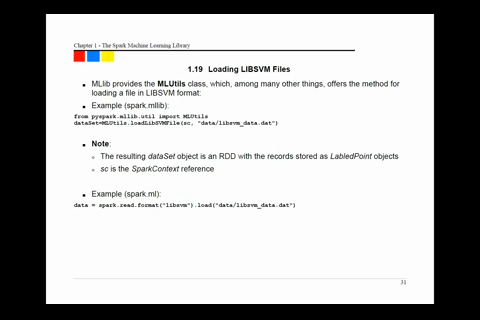 Chapter 1 - The Spark Machine Learning Library
1.19 Loading LIBSVM Files
MLlib provides the MLUtils class, which, among many other things, offers the method for
loading a file in LIBSVM format:
Example (spark.mllib):
from pyspark.mllib.util import MLUtils
dataSet=MLUtils.loadLibSVMFile(sc, "data/libsvm_data.dat")
Note:
The resulting dataSet object is an RDD with the records stored as LabledPoint objects
sc is the SparkContext reference
Example (spark.ml):
data = spark.read.format("libsvm").load("data/libsvm_data.dat")
31